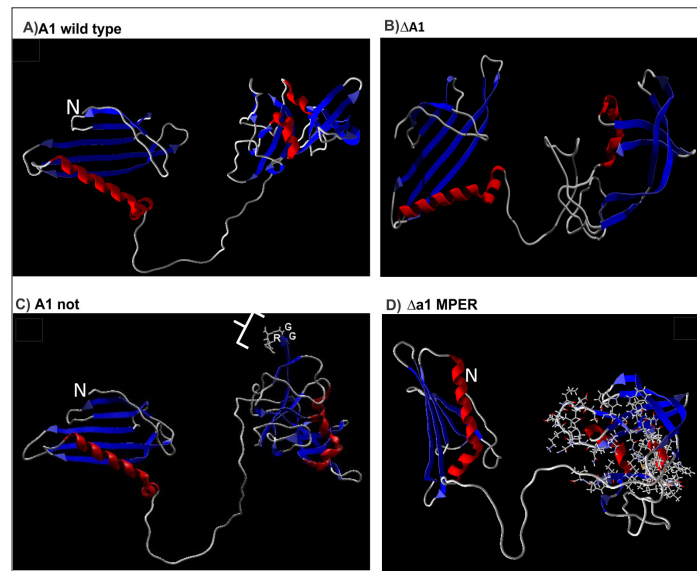 A) A1 wild type
B) ΔA1
N
C) A1 not
D) Δa1 MPER
G
R G
N
N